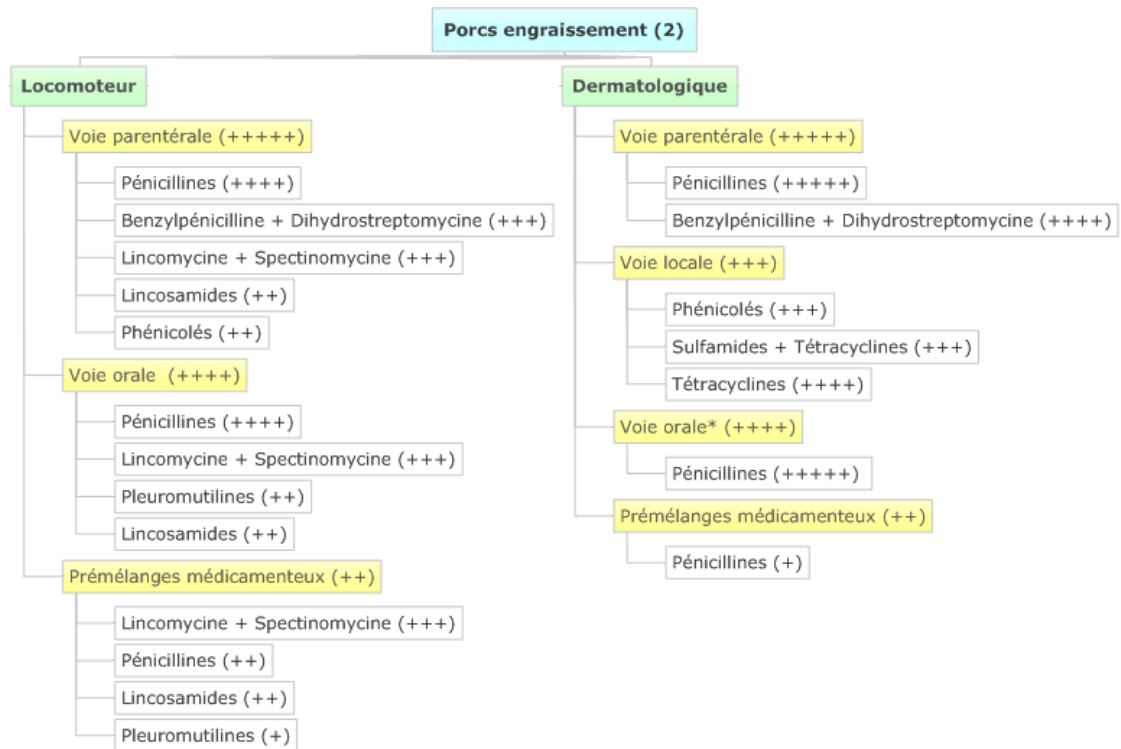 Porcs engraissement (2)
Locomoteur
Voie parentérale (+++++)
Pénicillines (++++)
Benzylpénicilline + Dihydrostreptomycine (+++)
Lincomycine + Spectinomycine (+++)
Lincosamides (++)
Phénicolés (++)
Voie orale (++++)
Pénicillines (++++)
Lincomycine + Spectinomycine (+++)
Pleuromutilines (++)
Lincosamides (++)
Prémélanges médicamenteux (++)
Lincomycine + Spectinomycine (+++)
Pénicillines (++)
Lincosamides (++)
Pleuromutilines (+)
Dermatologique
Voie parentérale (+++++)
Pénicillines (+++++)
Benzylpénicilline + Dihydrostreptomycine (++++)
Voie locale (+++)
Phénicolés (+++)
Sulfamides + Tétracyclines (+++)
Tétracyclines (++++)
Voie orale* (++++)
Pénicillines (+++++)
Prémélanges médicamenteux (++)
Pénicillines (+)